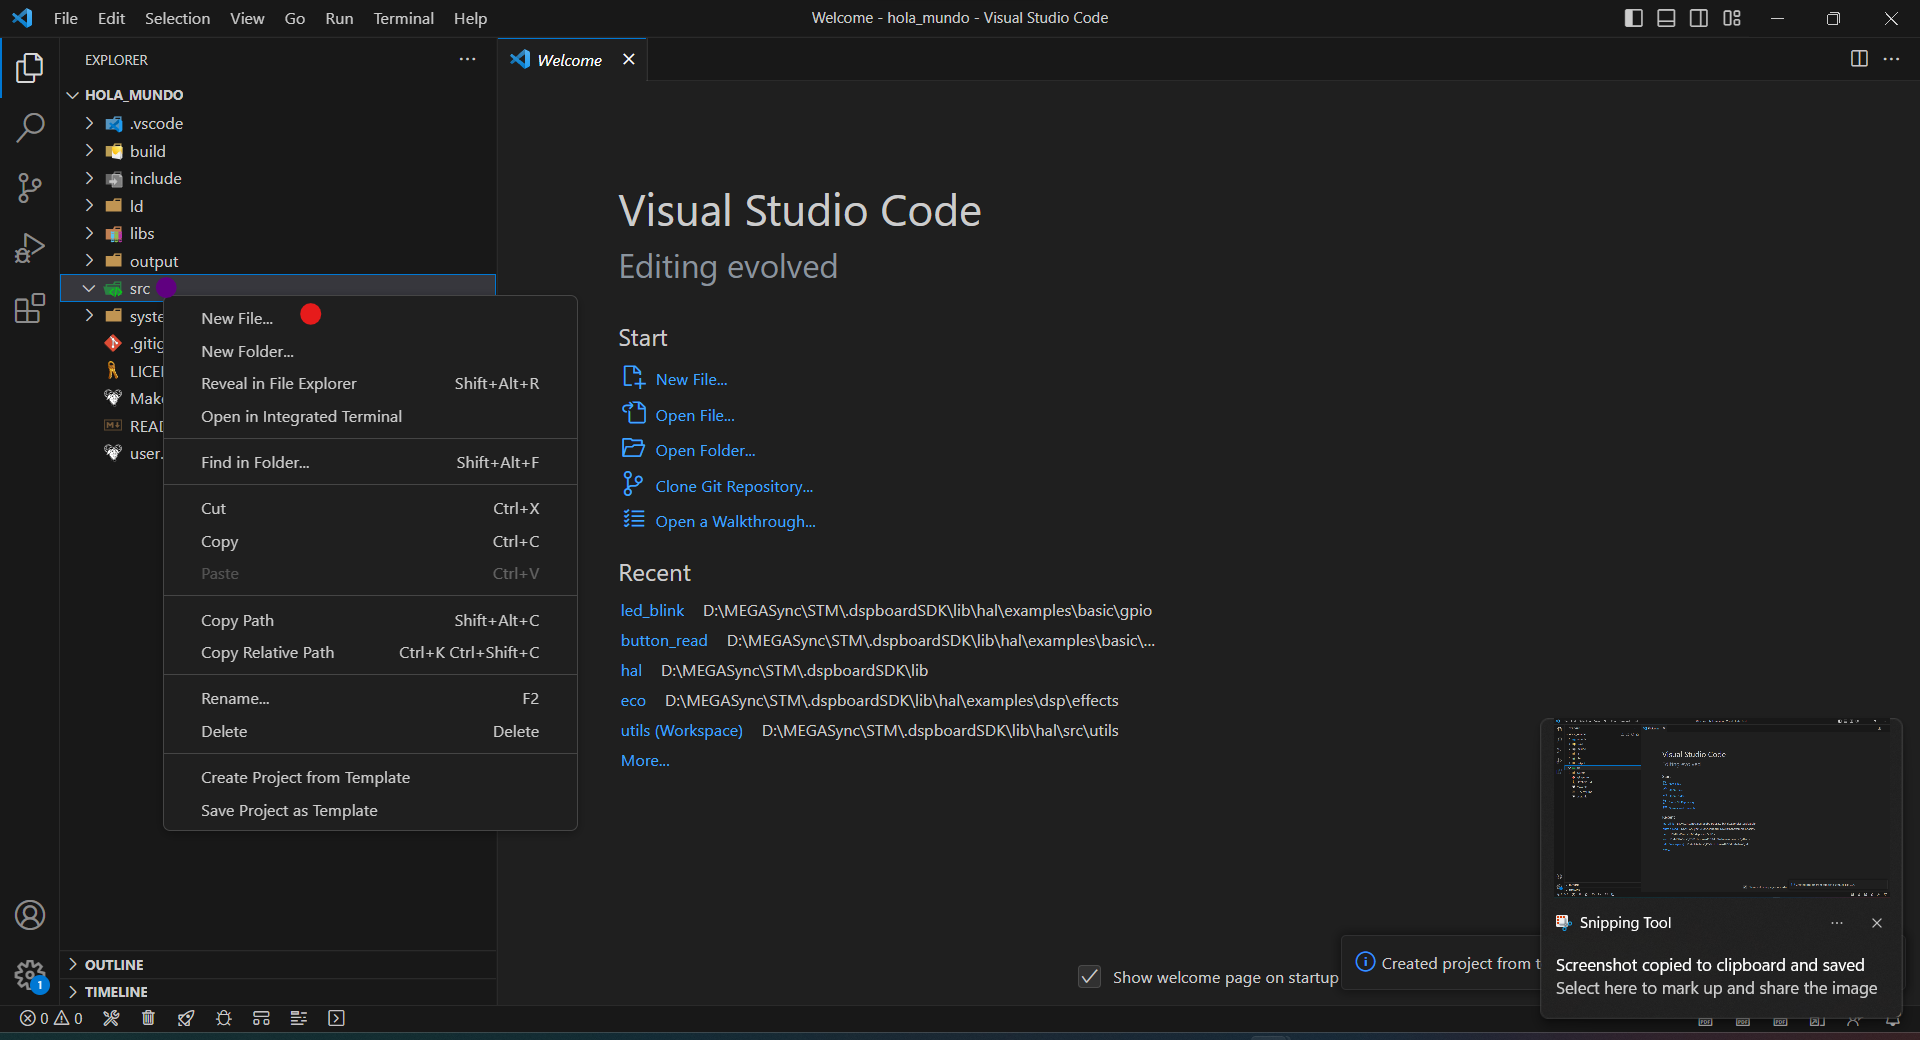 File Edit Selection View Go Run Terminal Help
Welcome - hola_mundo - Visual Studio Code
EXPLORER
Welcome
HOLA_MUNDO
.vscode
build
include
ld
libs
output
src
syste
.gitig
LICE
Make
READ
user.
New File...
New Folder...
Reveal in File Explorer Shift+Alt+R
Open in Integrated Terminal
Find in Folder... Shift+Alt+F
Cut Ctrl+X
Copy Ctrl+C
Paste Ctrl+V
Copy Path Shift+Alt+C
Copy Relative Path Ctrl+K Ctrl+Shift+C
Rename... F2
Delete Delete
Create Project from Template
Save Project as Template
OUTLINE
TIMELINE
Visual Studio Code
Editing evolved
Start
New File...
Open File...
Open Folder...
Clone Git Repository...
Open a Walkthrough...
Recent
led_blink D:\MEGASync\STM\.dspboardSDK\lib\hal\examples\basic\gpio
button_read D:\MEGASync\STM\.dspboardSDK\lib\hal\examples\basic\...
hal D:\MEGASync\STM\.dspboardSDK\lib
eco D:\MEGASync\STM\.dspboardSDK\lib\hal\examples\dsp\effects
utils (Workspace) D:\MEGASync\STM\.dspboardSDK\lib\hal\src\utils
More...
Show welcome page on startup
Created project from t
Visual Studio Code
Snipping Tool
Screenshot copied to clipboard and saved
Select here to mark up and share the image
1
0 0